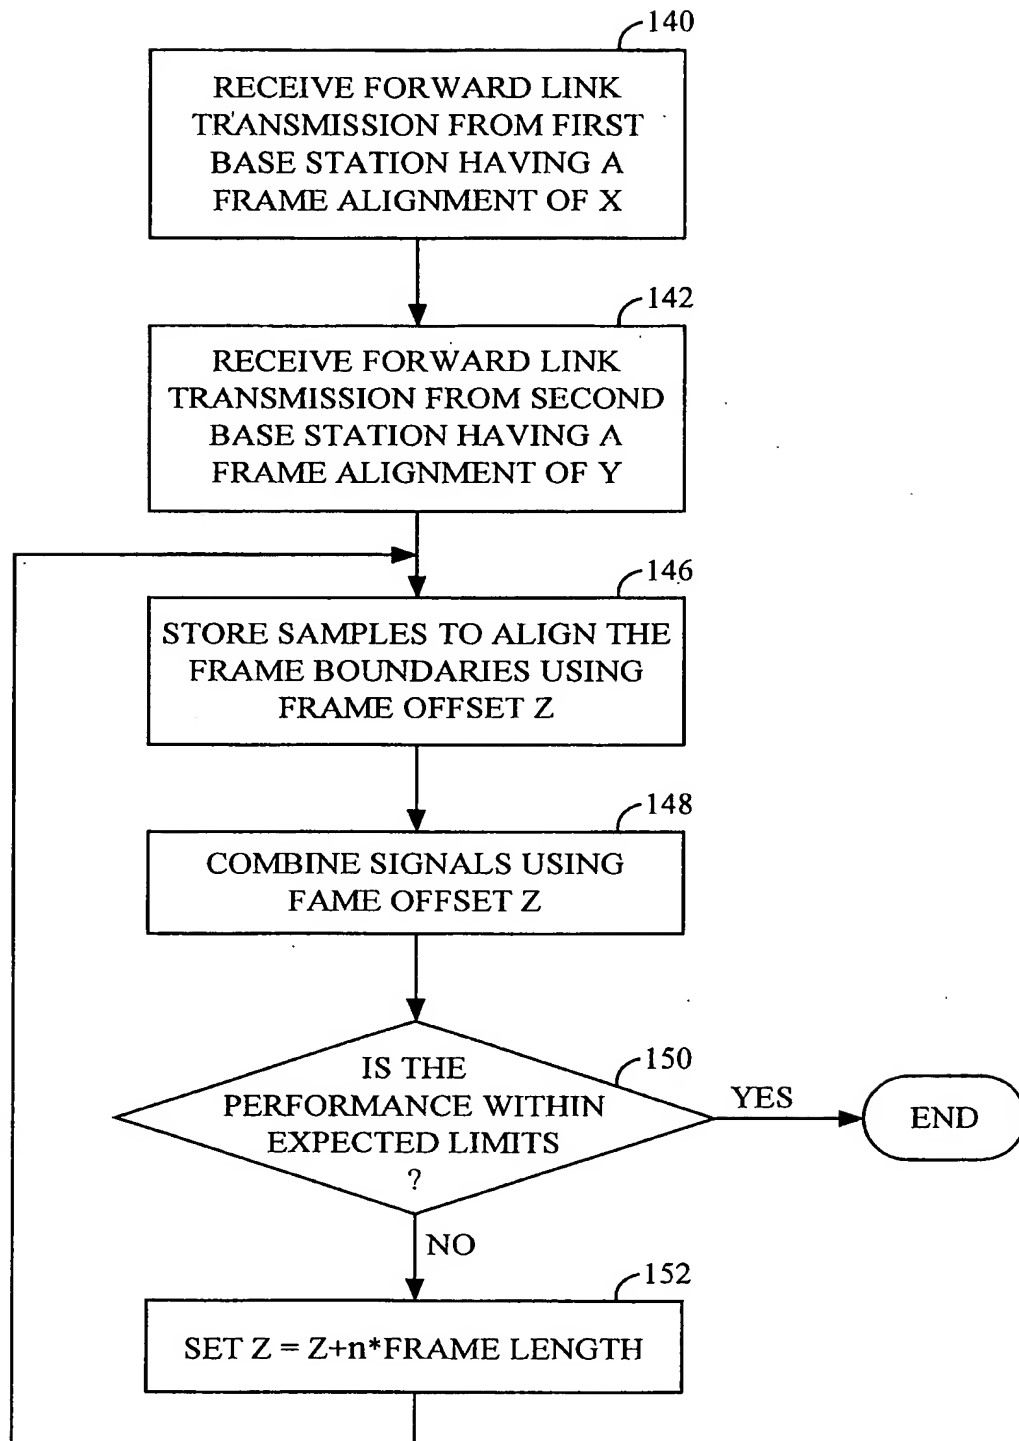 140
RECEIVE FORWARD LINK
TRANSMISSION FROM FIRST
BASE STATION HAVING A
FRAME ALIGNMENT OF X
142
RECEIVE FORWARD LINK
TRANSMISSION FROM SECOND
BASE STATION HAVING A
FRAME ALIGNMENT OF Y
146
STORE SAMPLES TO ALIGN THE
FRAME BOUNDARIES USING
FRAME OFFSET Z
148
COMBINE SIGNALS USING
FAME OFFSET Z
150
IS THE
PERFORMANCE WITHIN
EXPECTED LIMITS
?
YES
END
NO
152
SET Z = Z+n*FRAME LENGTH